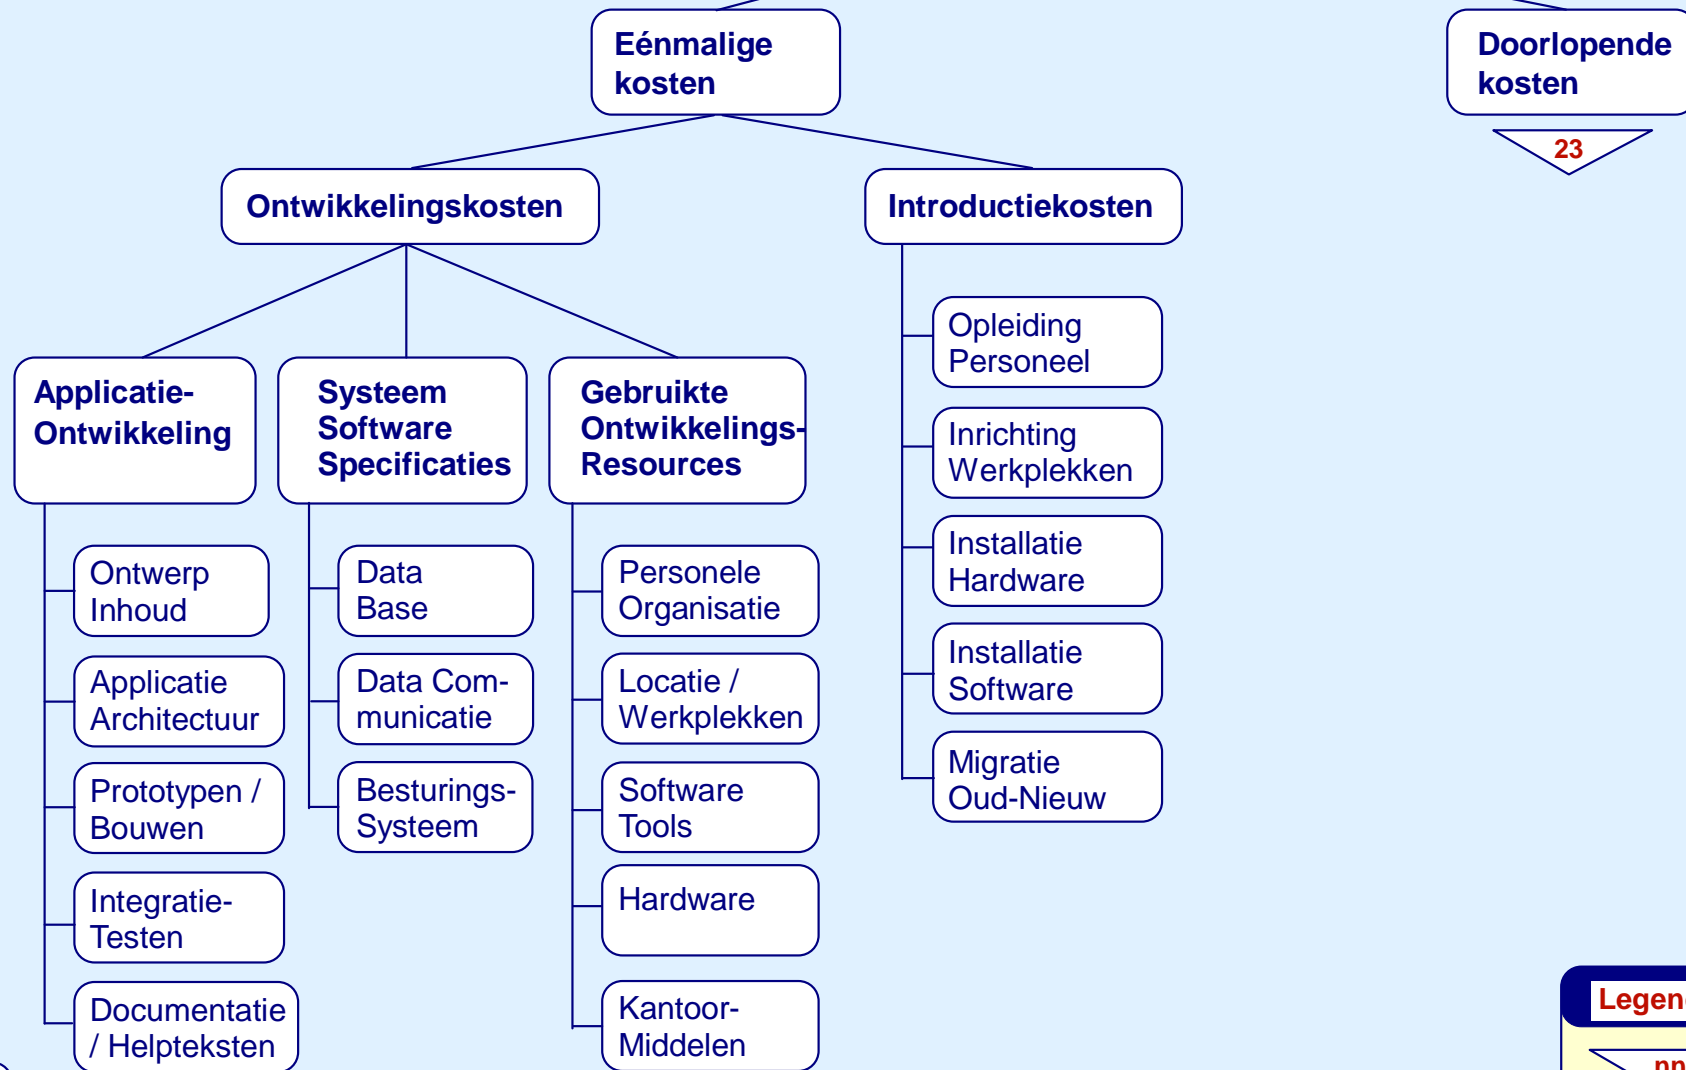 Eénmalige
kosten
Doorlopende
kosten
23
Ontwikkelingskosten
Introductiekosten
Applicatie-
Ontwikkeling
Systeem
Software
Specificaties
Gebruikte
Ontwikkelings-
Resources
Ontwerp
Inhoud
Applicatie
Architectuur
Prototypen /
Bouwen
Integratie-
Testen
Documentatie
/ Helpteksten
Data
Base
Data Com-
municatie
Besturings-
Systeem
Personele
Organisatie
Locatie /
Werkplekken
Software
Tools
Hardware
Kantoor-
Middelen
Opleiding
Personeel
Inrichting
Werkplekken
Installatie
Hardware
Installatie
Software
Migratie
Oud-Nieuw
Legen
nn